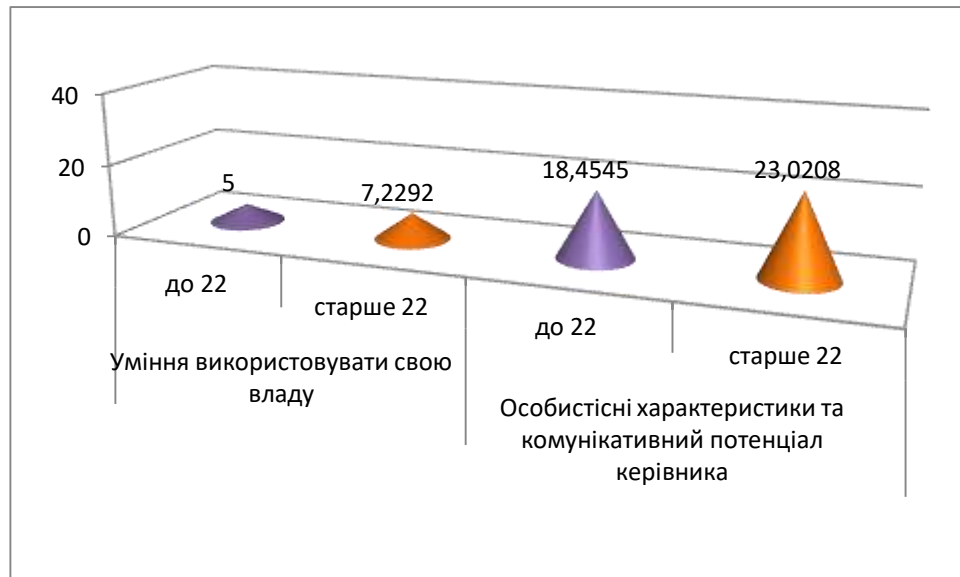 40
20
0
5
7,2292
18,4545
23,0208
до 22
старше 22
до 22
старше 22
Уміння використовувати свою
владу
Особистісні характеристики та
комунікативний потенціал
керівника